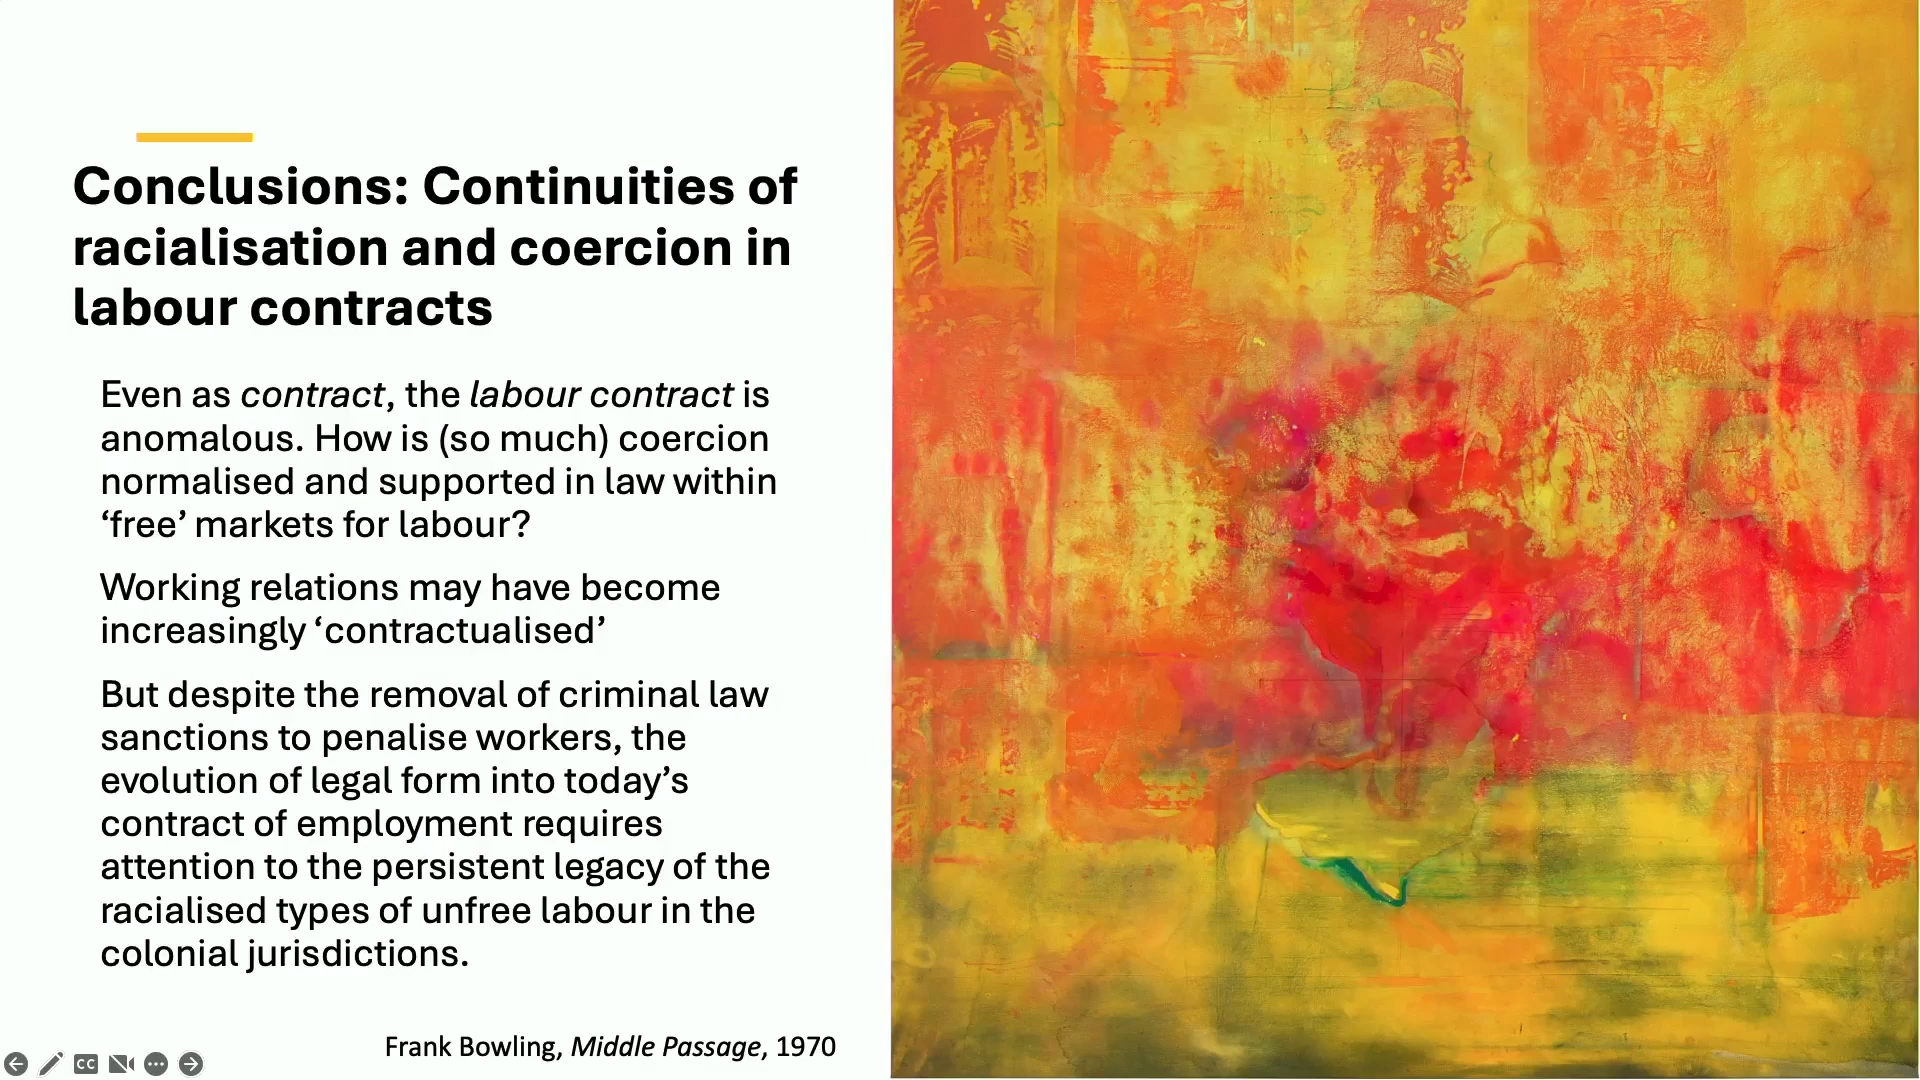 Conclusions: Continuities of
racialisation and coercion in
labour contracts
Even as contract, the labour contract is
anomalous. How is (so much) coercion
normalised and supported in law within
‘free’ markets for labour?
Working relations may have become
increasingly ‘contractualised’
But despite the removal of criminal law
sanctions to penalise workers, the
evolution of legal form into today’s
contract of employment requires
attention to the persistent legacy of the
racialised types of unfree labour in the
colonial jurisdictions.
Frank Bowling, Middle Passage, 1970
CC